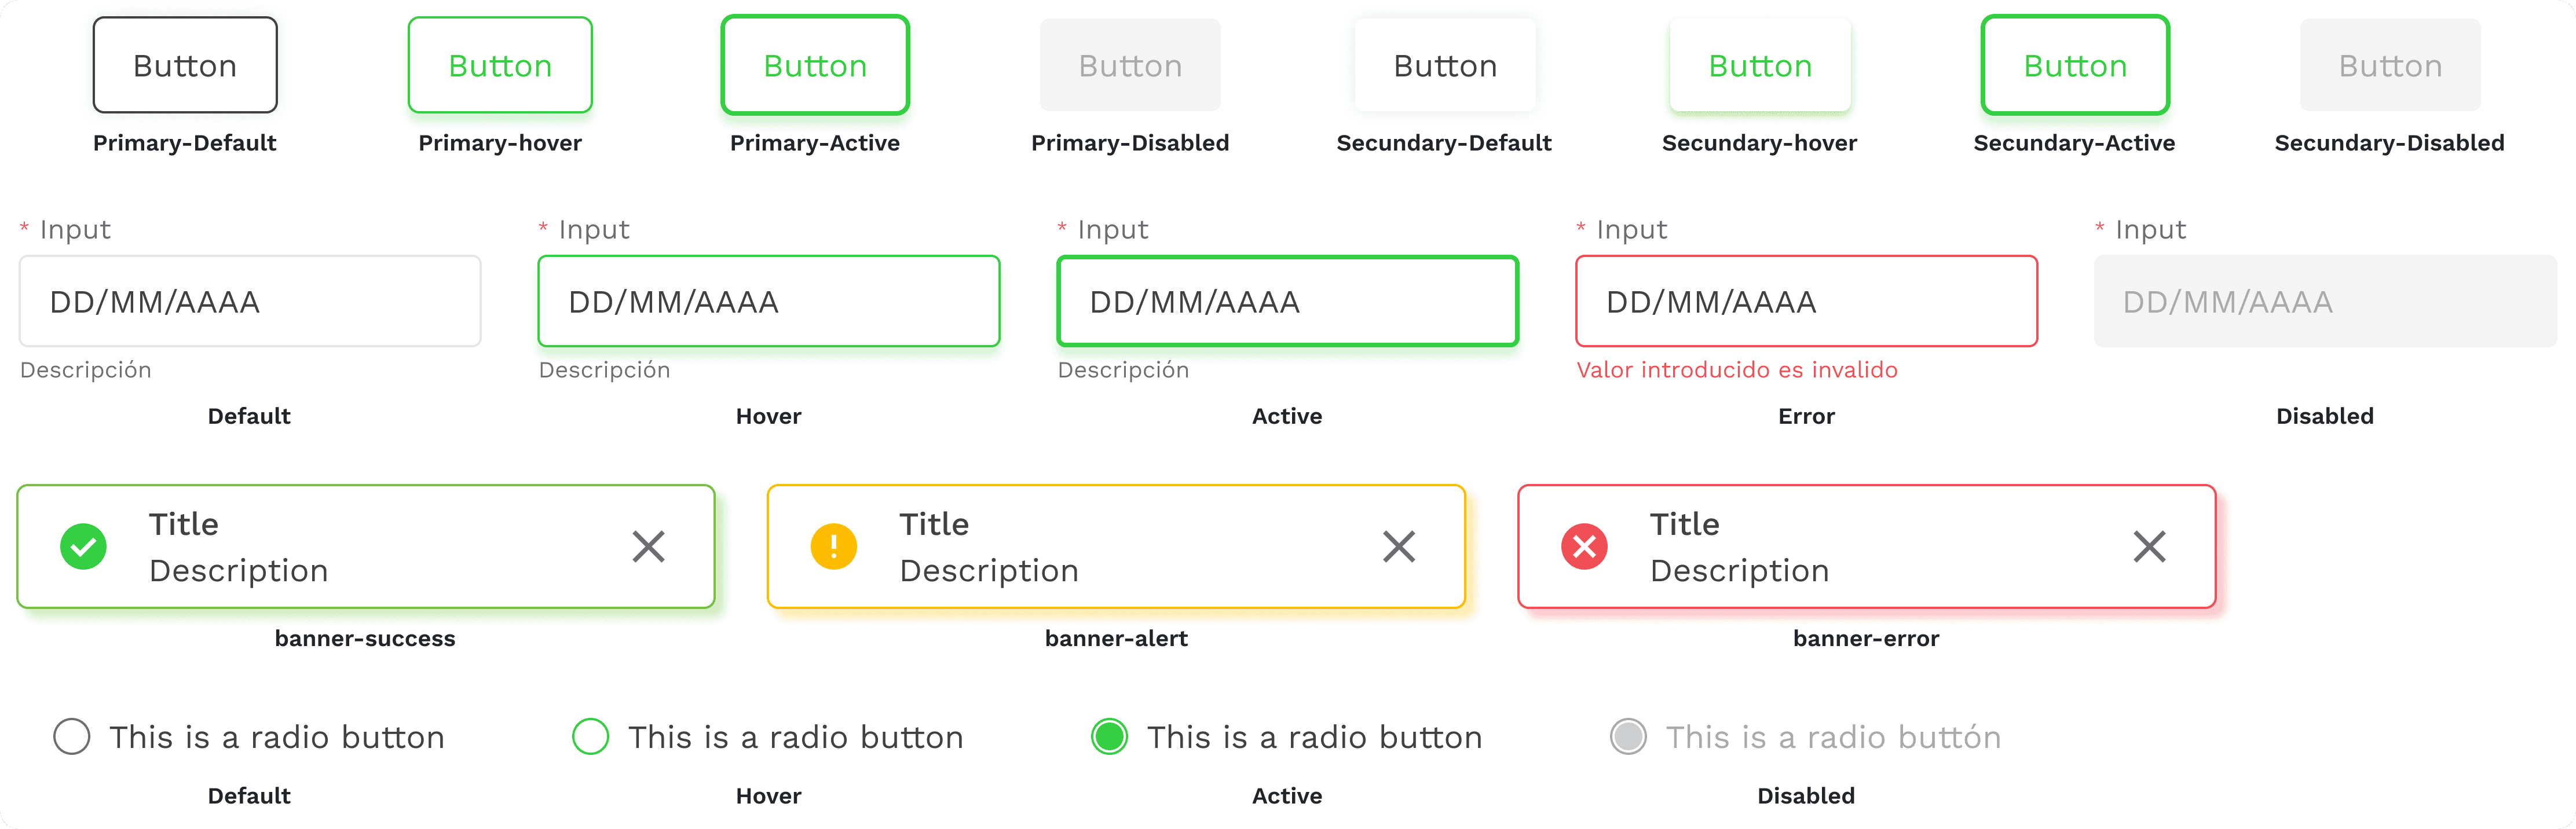 Button Button Button Button Button Button Button Button
Primary-Default Primary-hover Primary-Active Primary-Disabled Secundary-Default Secundary-hover Secundary-Active Secundary-Disabled
* Input * Input * Input * Input * Input
DD/MM/AAAA DD/MM/AAAA DD/MM/AAAA DD/MM/AAAA DD/MM/AAAA
Descripción Descripción Descripción Valor introducido es invalido
Default Hover Active Error Disabled
Title Title Title
Description Description Description
banner-success banner-alert banner-error
This is a radio button This is a radio button This is a radio button This is a radio buttón
Default Hover Active Disabled